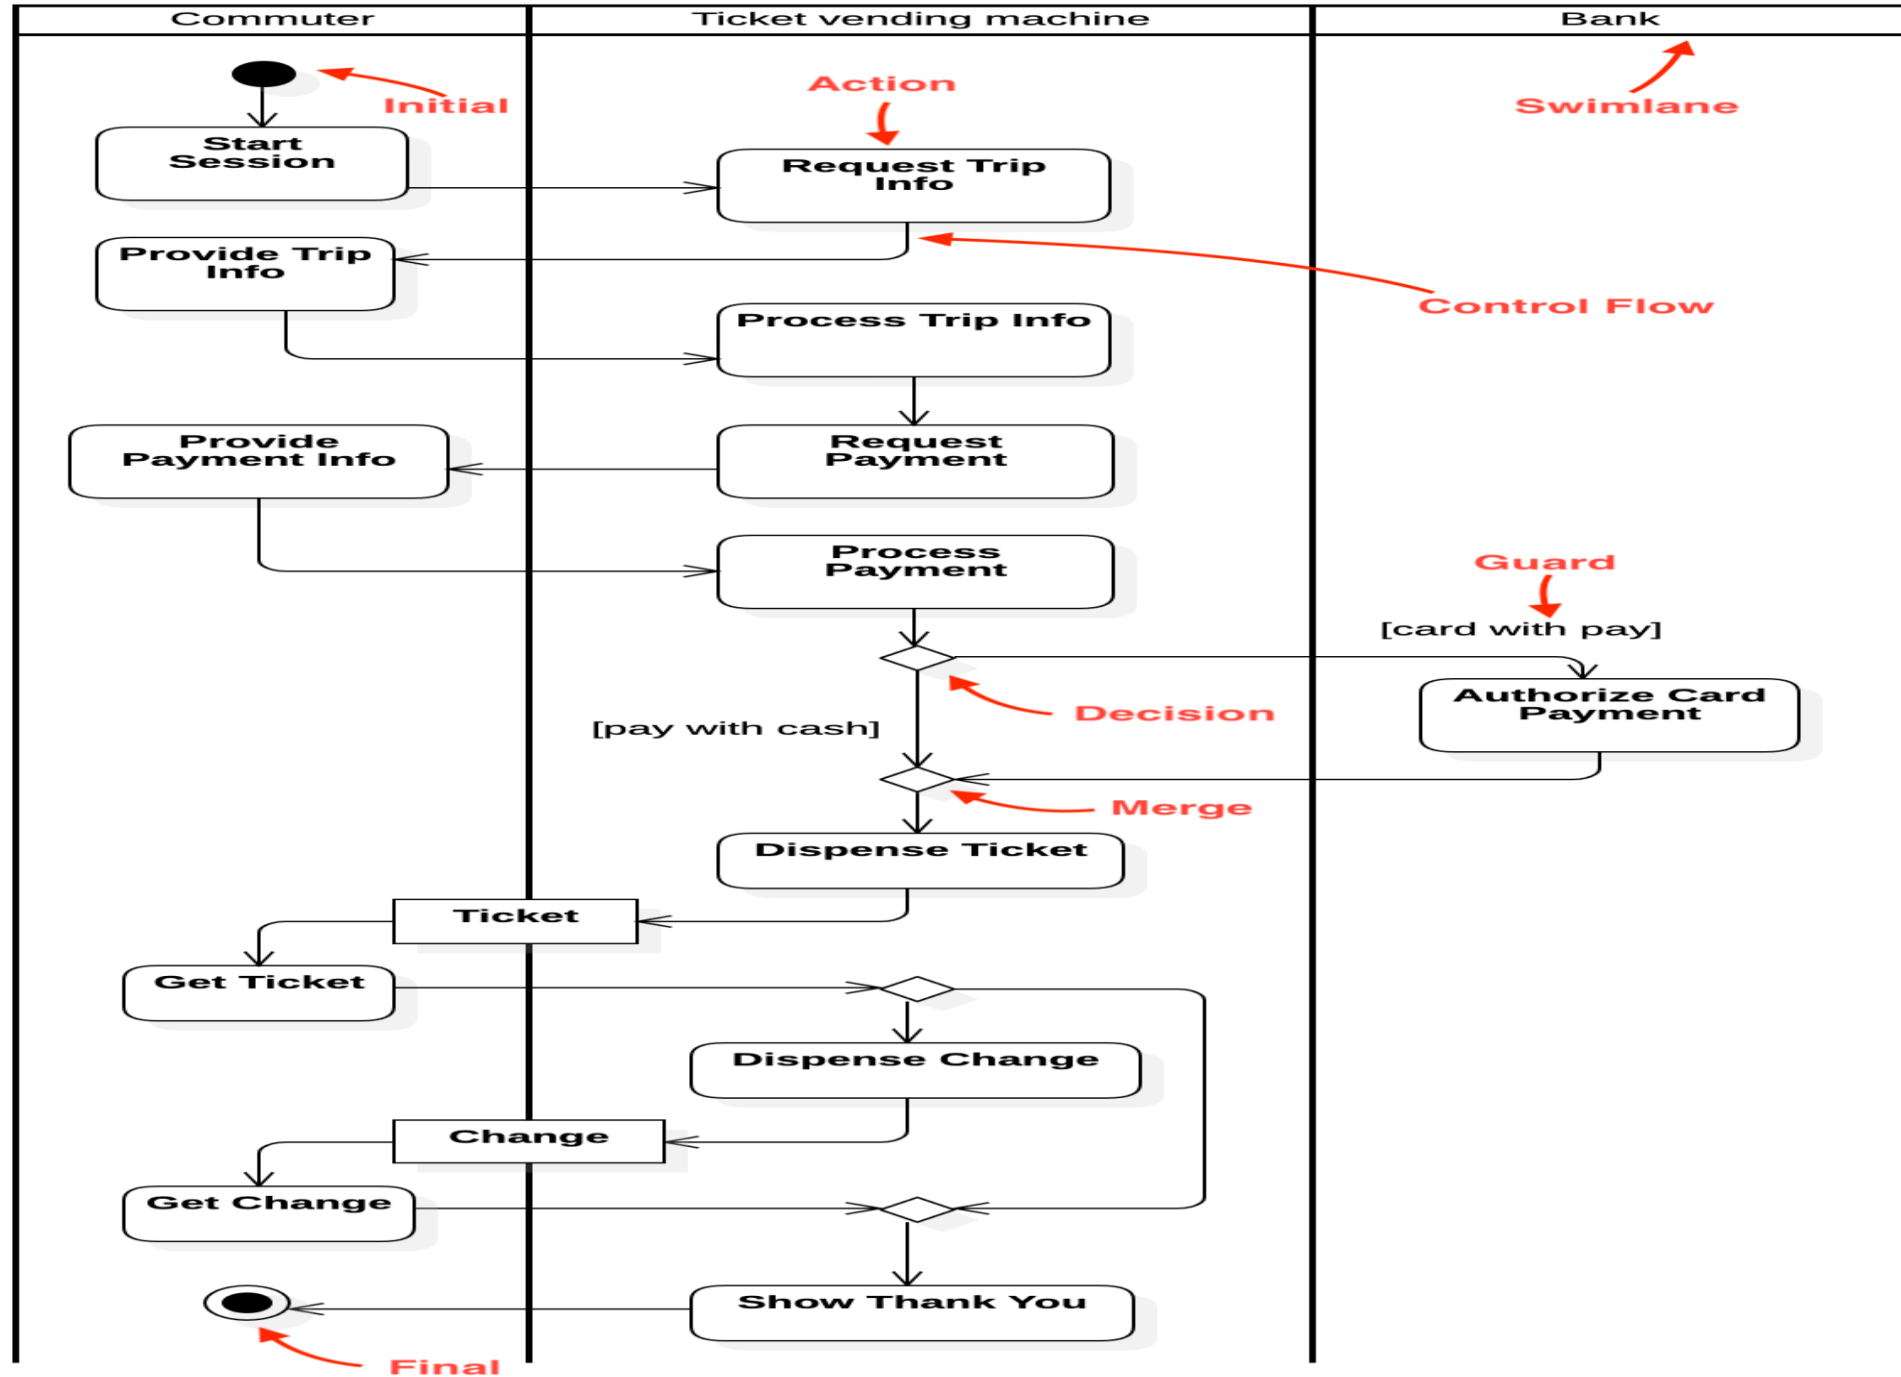 Commuter
Ticket vending machine
Bank
Initial
Action
Swimlane
Start
Session
Request Trip
Info
Provide Trip
Info
Control Flow
Process Trip Info
Provide
Payment Info
Request
Payment
Process
Payment
Guard
[card with pay]
Authorize Card
Payment
Decision
[pay with cash]
Merge
Dispense Ticket
Ticket
Get Ticket
Dispense Change
Change
Get Change
Show Thank You
Final